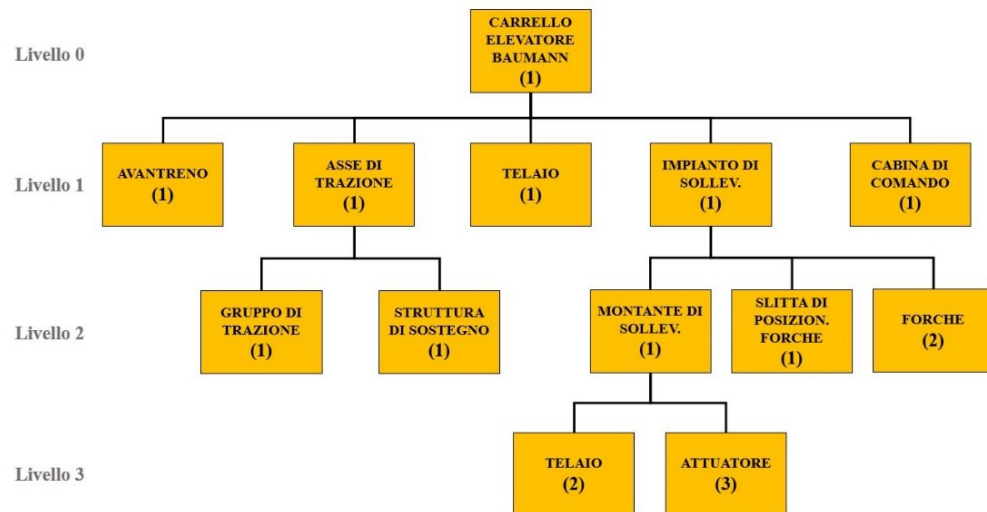 Livello 0
CARRELLO
ELEVATORE
BAUMANN
(1)
Livello 1
AVANTRENO
(1)
ASSE DI
TRAZIONE
(1)
TELAIO
(1)
IMPIANTO DI
SOLLEV.
(1)
CABINA DI
COMANDO
(1)
Livello 2
GRUPPO DI
TRAZIONE
(1)
STRUTTURA
DI SOSTEGNO
(1)
MONTANTE DI
SOLLEV.
(1)
SLITTA DI
POSIZION.
FORCHE
(1)
FORCHE
(2)
Livello 3
TELAIO
(2)
ATTUATORE
(3)